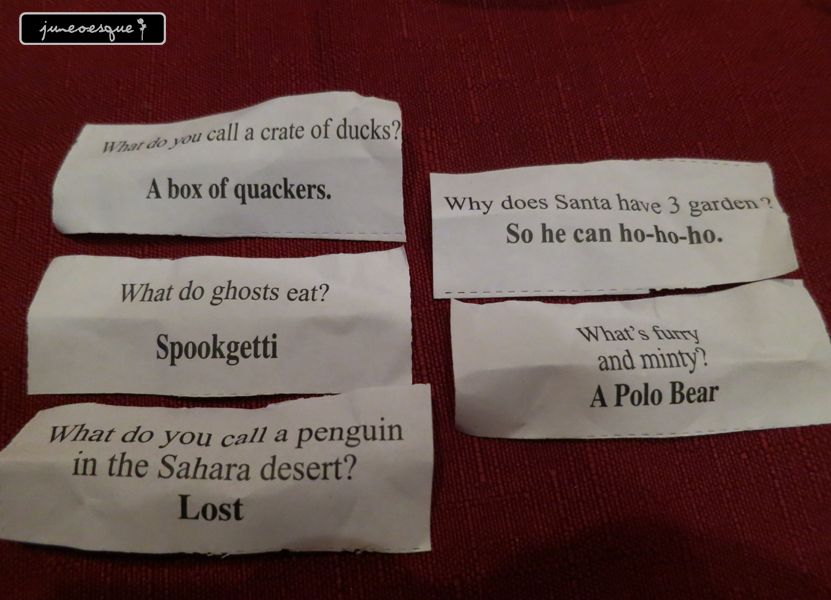 juneoesque
What do you call a crate of ducks?
A box of quackers.
What do ghosts eat?
Spookgetti
What do you call a penguin
in the Sahara desert?
Lost
Why does Santa have 3 garden?
So he can ho-ho-ho.
What's furry
and minty?
A Polo Bear